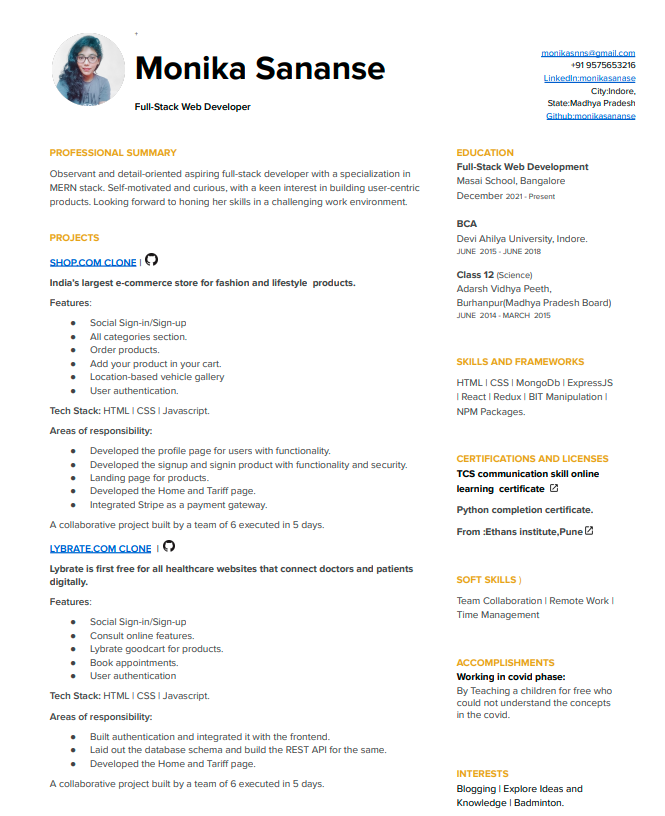 Monika Sananse
Full-Stack Web Developer
monikasnns@gmail.com
+91 9575653216
LinkedIn:monikasanase
City:Indore,
State:Madhya Pradesh
Github:monikasananse
PROFESSIONAL SUMMARY
Observant and detail-oriented aspiring full-stack developer with a specialization in
MERN stack. Self-motivated and curious, with a keen interest in building user-centric
products. Looking forward to honing her skills in a challenging work environment.
PROJECTS
SHOP.COM CLONE |
India's largest e-commerce store for fashion and lifestyle products.
Features:
● Social Sign-in/Sign-up
● All categories section.
● Order products.
● Add your product in your cart.
● Location-based vehicle gallery
● User authentication.
Tech Stack: HTML | CSS | Javascript.
Areas of responsibility:
● Developed the profile page for users with functionality.
● Developed the signup and signin product with functionality and security.
● Landing page for products.
● Developed the Home and Tariff page.
● Integrated Stripe as a payment gateway.
A collaborative project built by a team of 6 executed in 5 days.
LYBRATE.COM CLONE |
Lybrate is first free for all healthcare websites that connect doctors and patients
digitally.
Features:
● Social Sign-in/Sign-up
● Consult online features.
● Lybrate goodcart for products.
● Book appointments.
● User authentication
Tech Stack: HTML | CSS | Javascript.
Areas of responsibility:
● Built authentication and integrated it with the frontend.
● Laid out the database schema and build the REST API for the same.
● Developed the Home and Tariff page.
A collaborative project built by a team of 6 executed in 5 days.
EDUCATION
Full-Stack Web Development
Masai School, Bangalore
December 2021 - Present
BCA
Devi Ahilya University, Indore.
JUNE 2015 - JUNE 2018
Class 12 (Science)
Adarsh Vidhya Peeth,
Burhanpur(Madhya Pradesh Board)
JUNE 2014 - MARCH 2015
SKILLS AND FRAMEWORKS
HTML | CSS | MongoDb | ExpressJS
| React | Redux | BIT Manipulation |
NPM Packages.
CERTIFICATIONS AND LICENSES
TCS communication skill online
learning certificate
Python completion certificate.
From :Ethans institute,Pune
SOFT SKILLS )
Team Collaboration | Remote Work |
Time Management
ACCOMPLISHMENTS
Working in covid phase:
By Teaching a children for free who
could not understand the concepts
in the covid.
INTERESTS
Blogging | Explore Ideas and
Knowledge | Badminton.